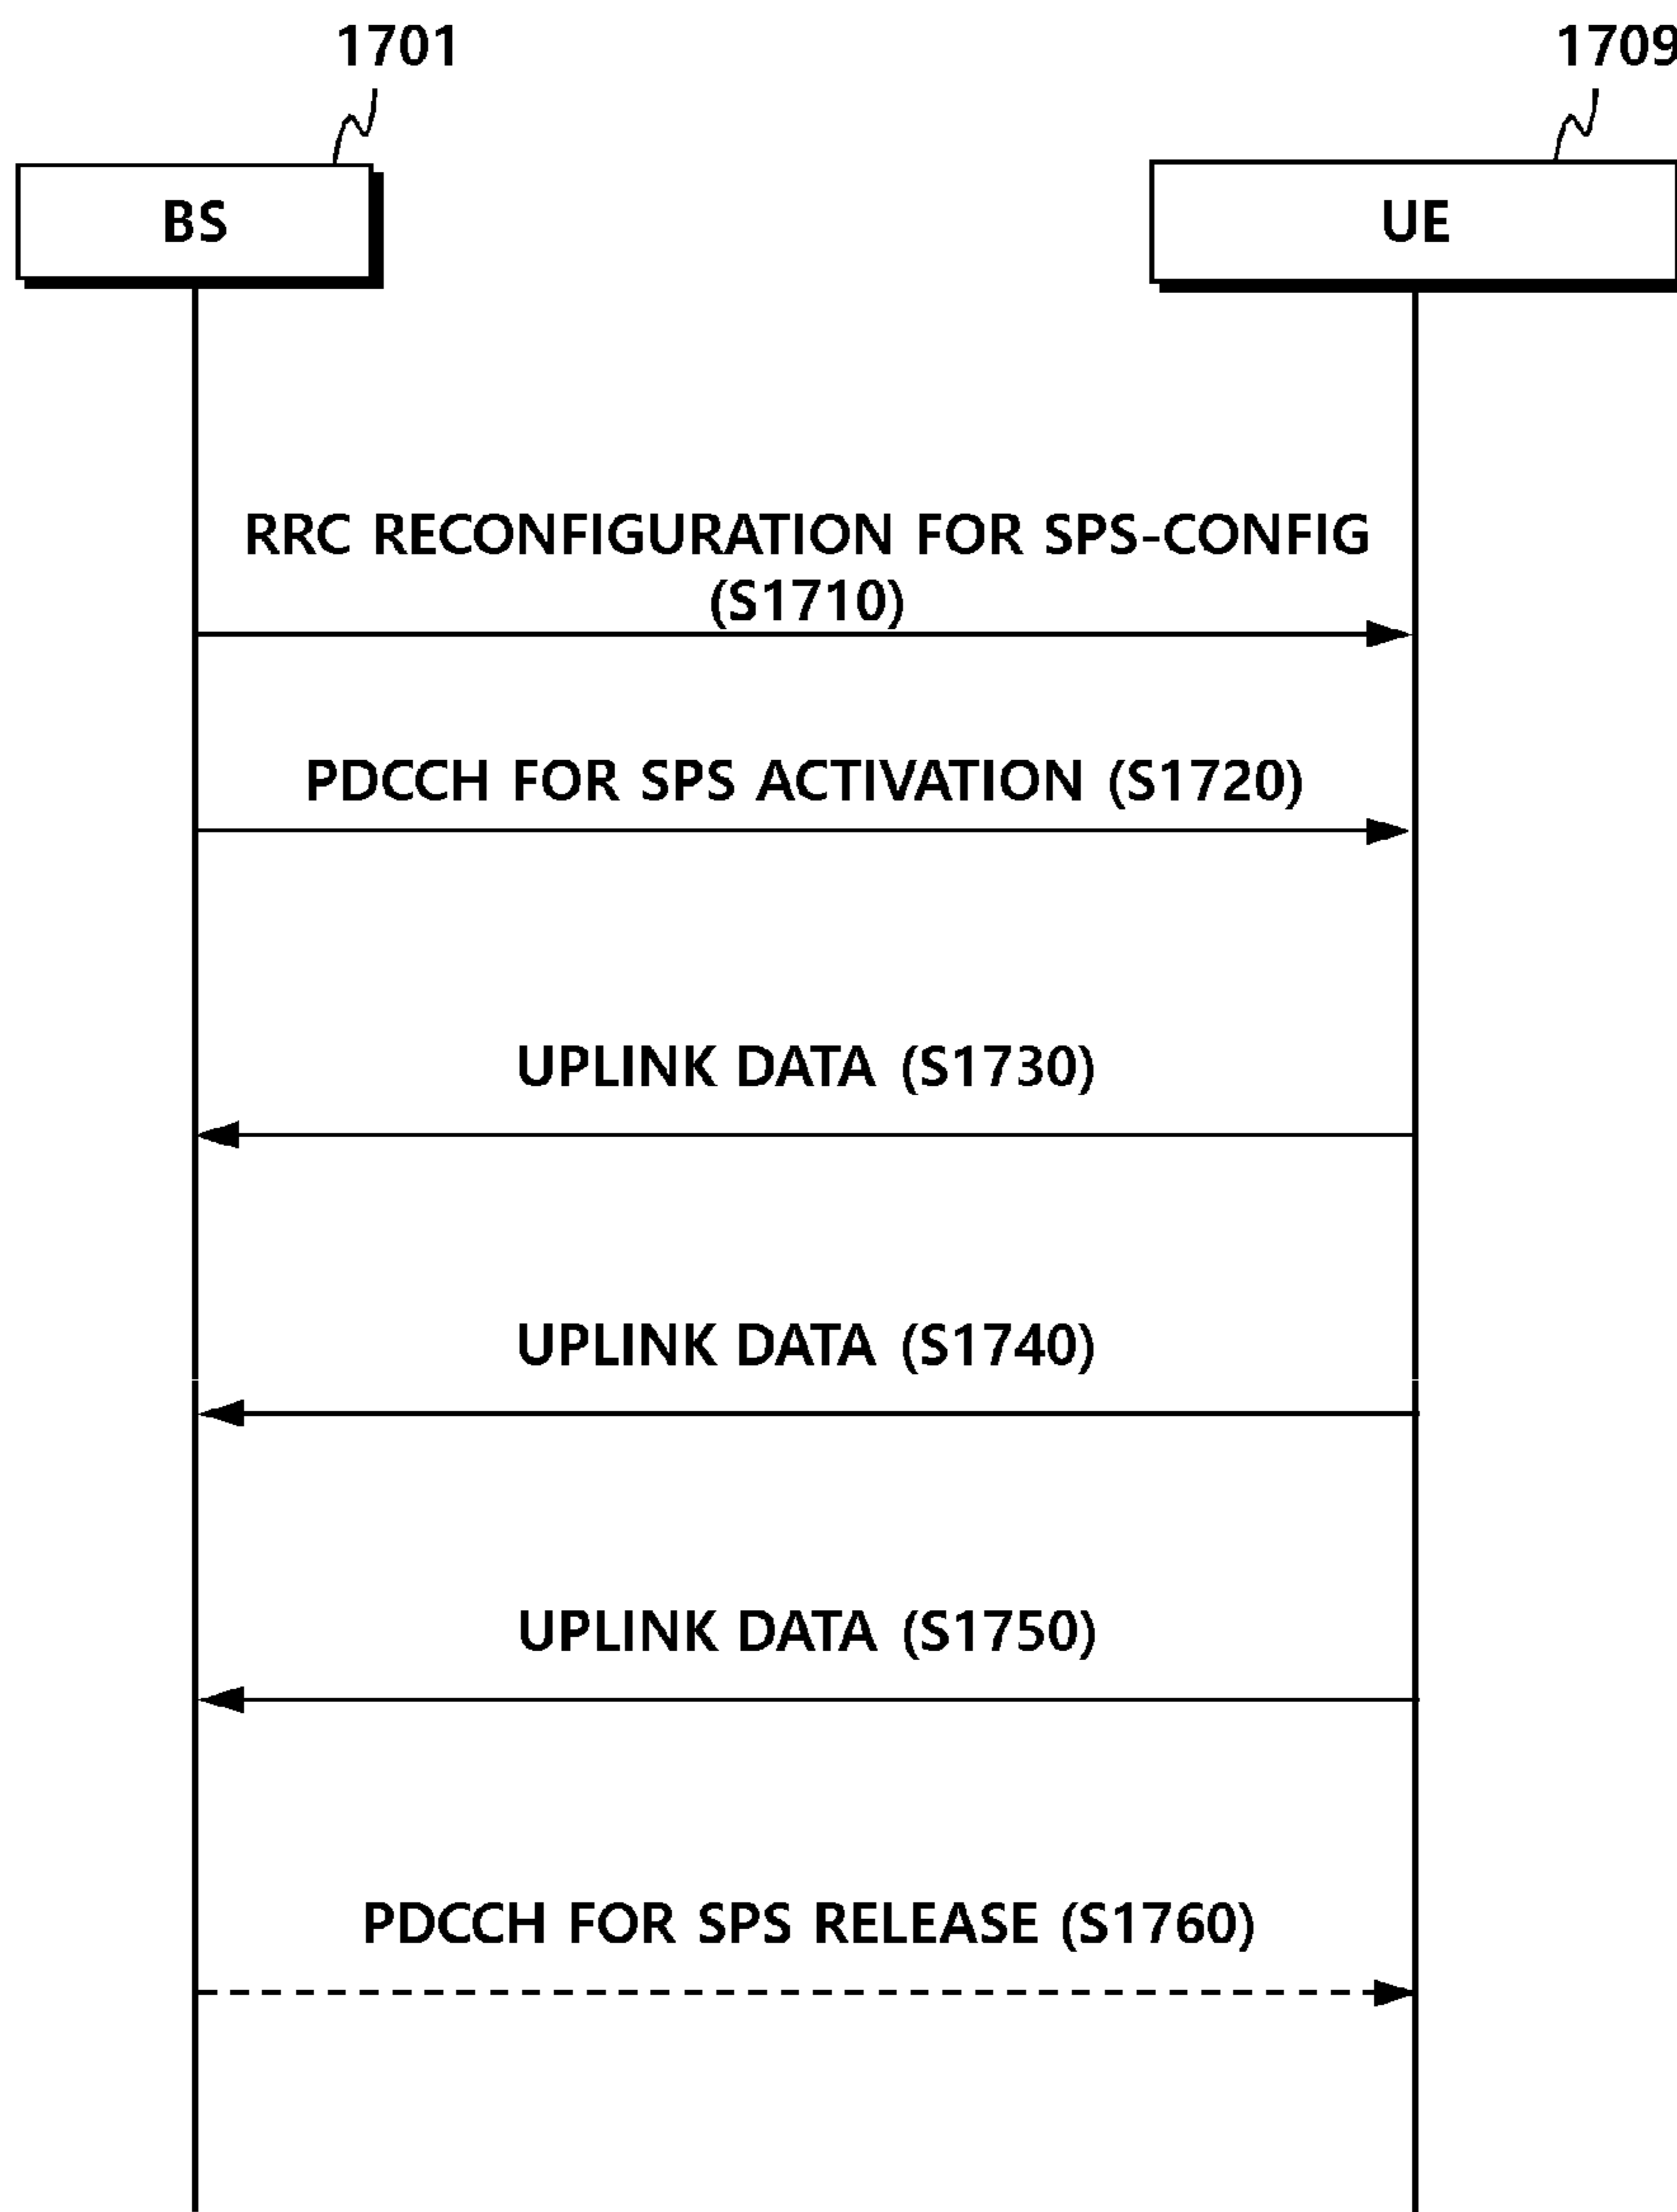 1701
1709
BS
UE
RRC RECONFIGURATION FOR SPS-CONFIG
(S1710)
PDCCH FOR SPS ACTIVATION (S1720)
UPLINK DATA (S1730)
UPLINK DATA (S1740)
UPLINK DATA (S1750)
PDCCH FOR SPS RELEASE (S1760)